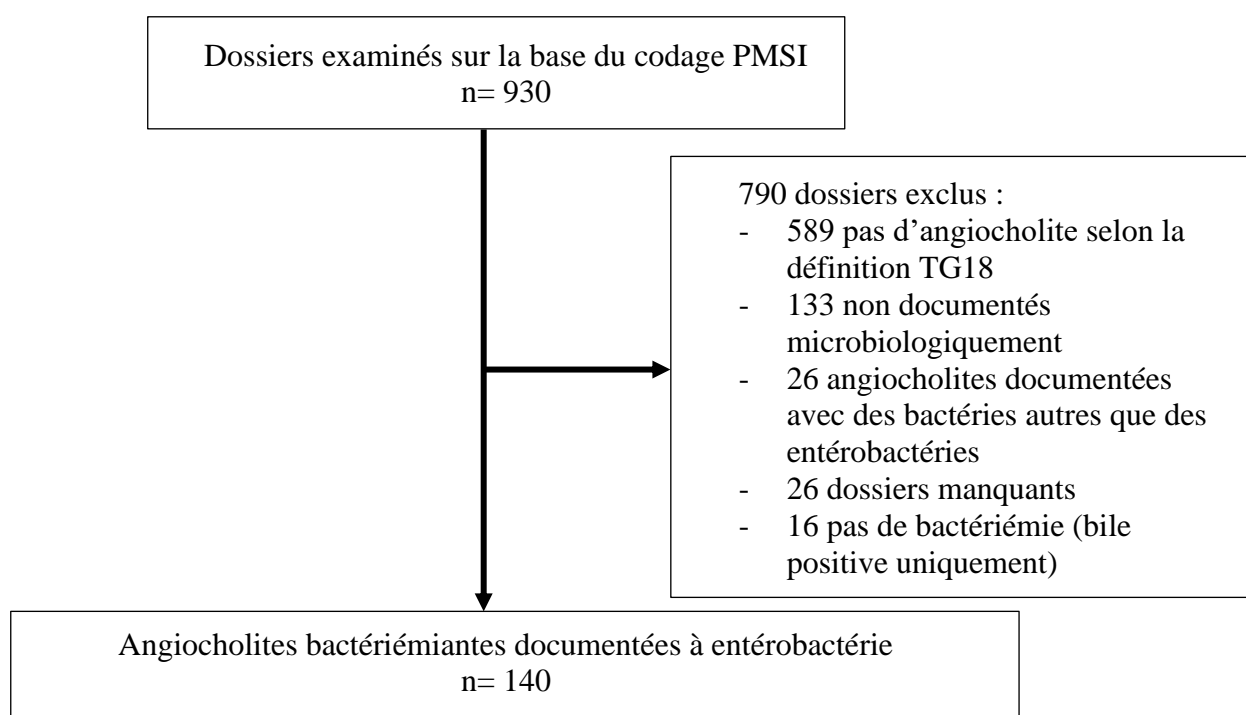 Dossiers examinés sur la base du codage PMSI
n= 930
790 dossiers exclus :
- 589 pas d’angiocholite selon la
définition TG18
- 133 non documentés
microbiologiquement
- 26 angiocholites documentées
avec des bactéries autres que des
entérobactéries
- 26 dossiers manquants
- 16 pas de bactériémie (bile
positive uniquement)
Angiocholites bactériémiantes documentées à entérobactérie
n= 140